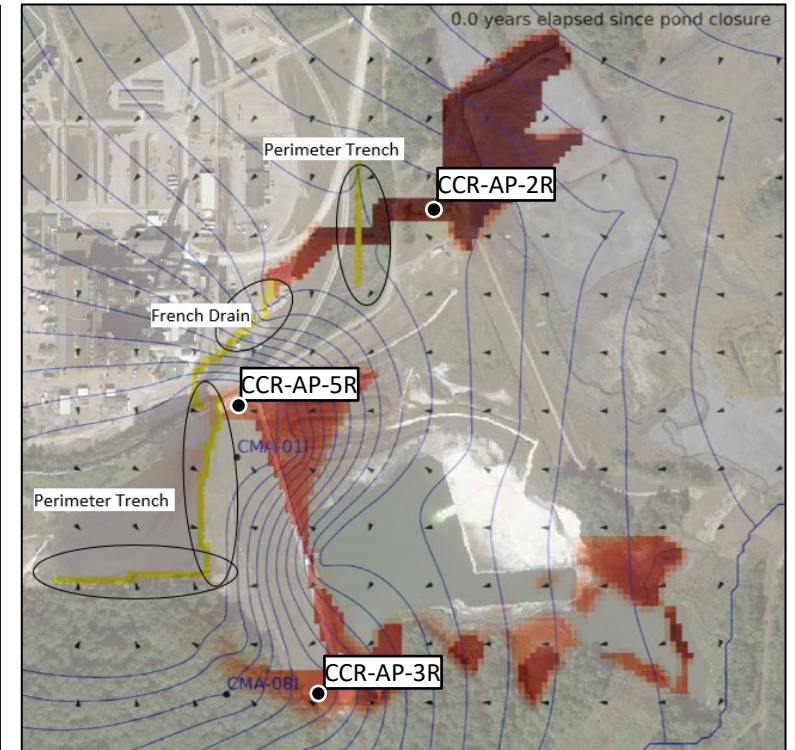 0.0 years elapsed since pond closure
Perimeter Trench
CCR-AP-2R
French Drain
CCR-AP-5R
CMA-01I
Perimeter Trench
CCR-AP-3R
CMA-08I